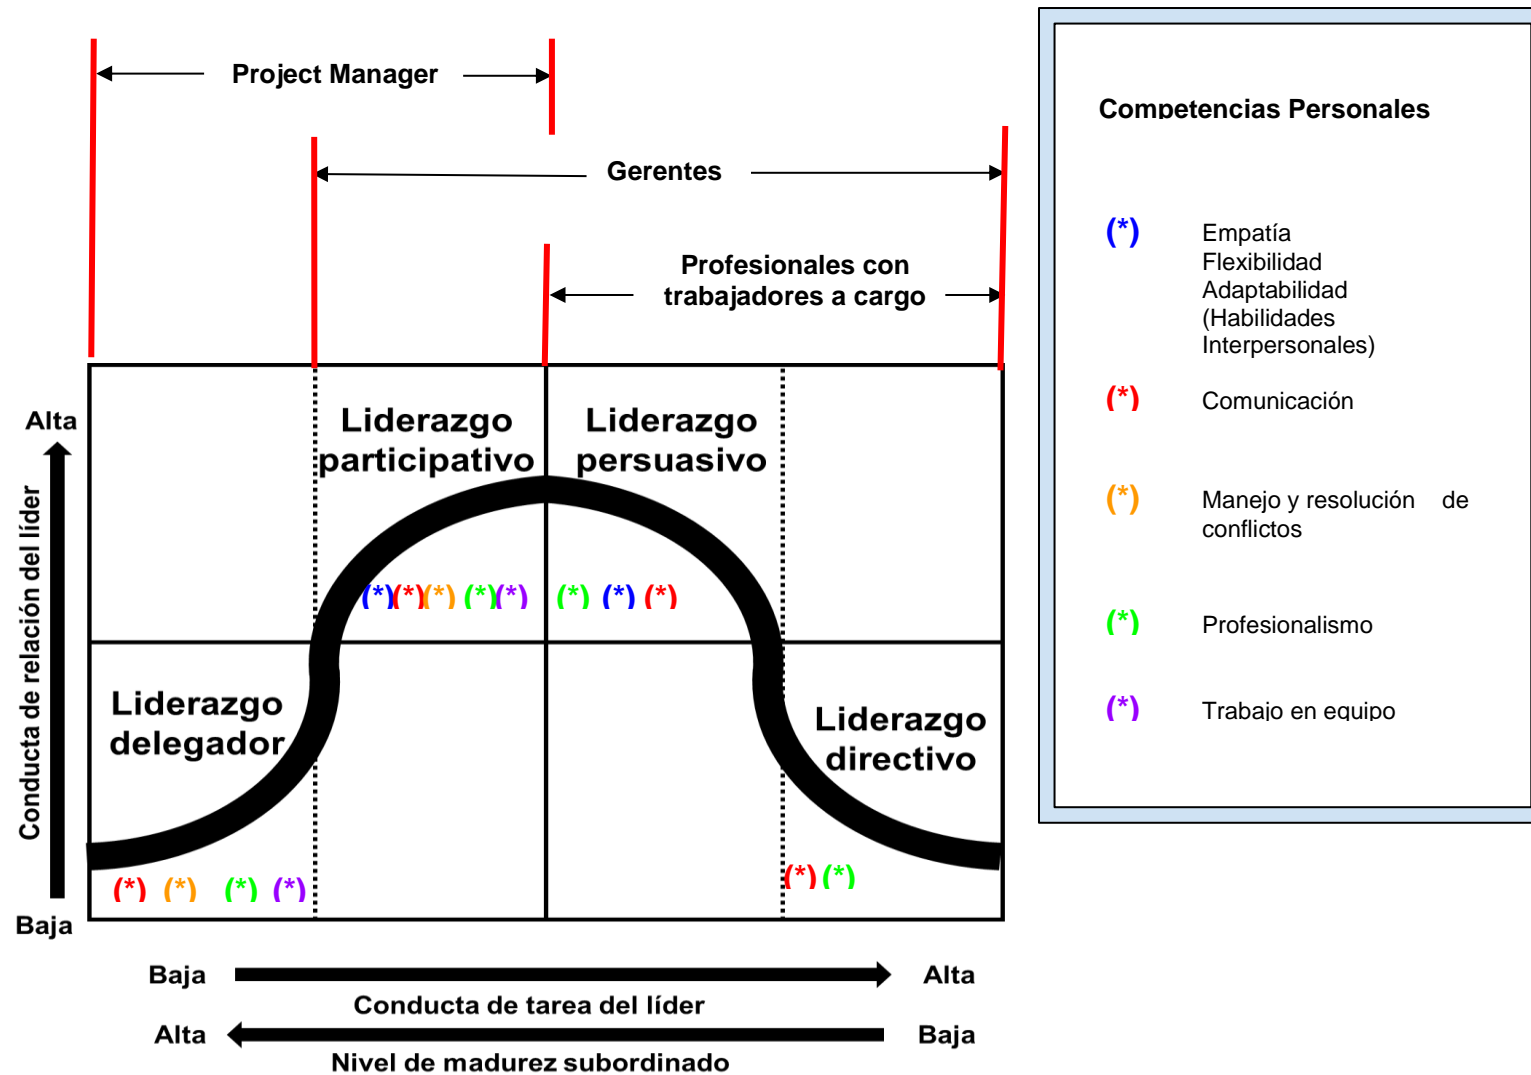 Project Manager
Gerentes
Profesionales con
trabajadores a cargo
Alta
Conducta de relación del líder
Baja
Liderazgo
participativo
Liderazgo
persuasivo
(*)(*)(*) (*)(*)
(*) (*) (*)
Liderazgo
delegador
Liderazgo
directivo
(*) (*) (*) (*)
(*) (*)
Baja Alta
Conducta de tarea del líder
Alta Baja
Nivel de madurez subordinado
Competencias Personales
(*) Empatía
Flexibilidad
Adaptabilidad
(Habilidades
Interpersonales)
(*) Comunicación
(*) Manejo y resolución de
conflictos
(*) Profesionalismo
(*) Trabajo en equipo